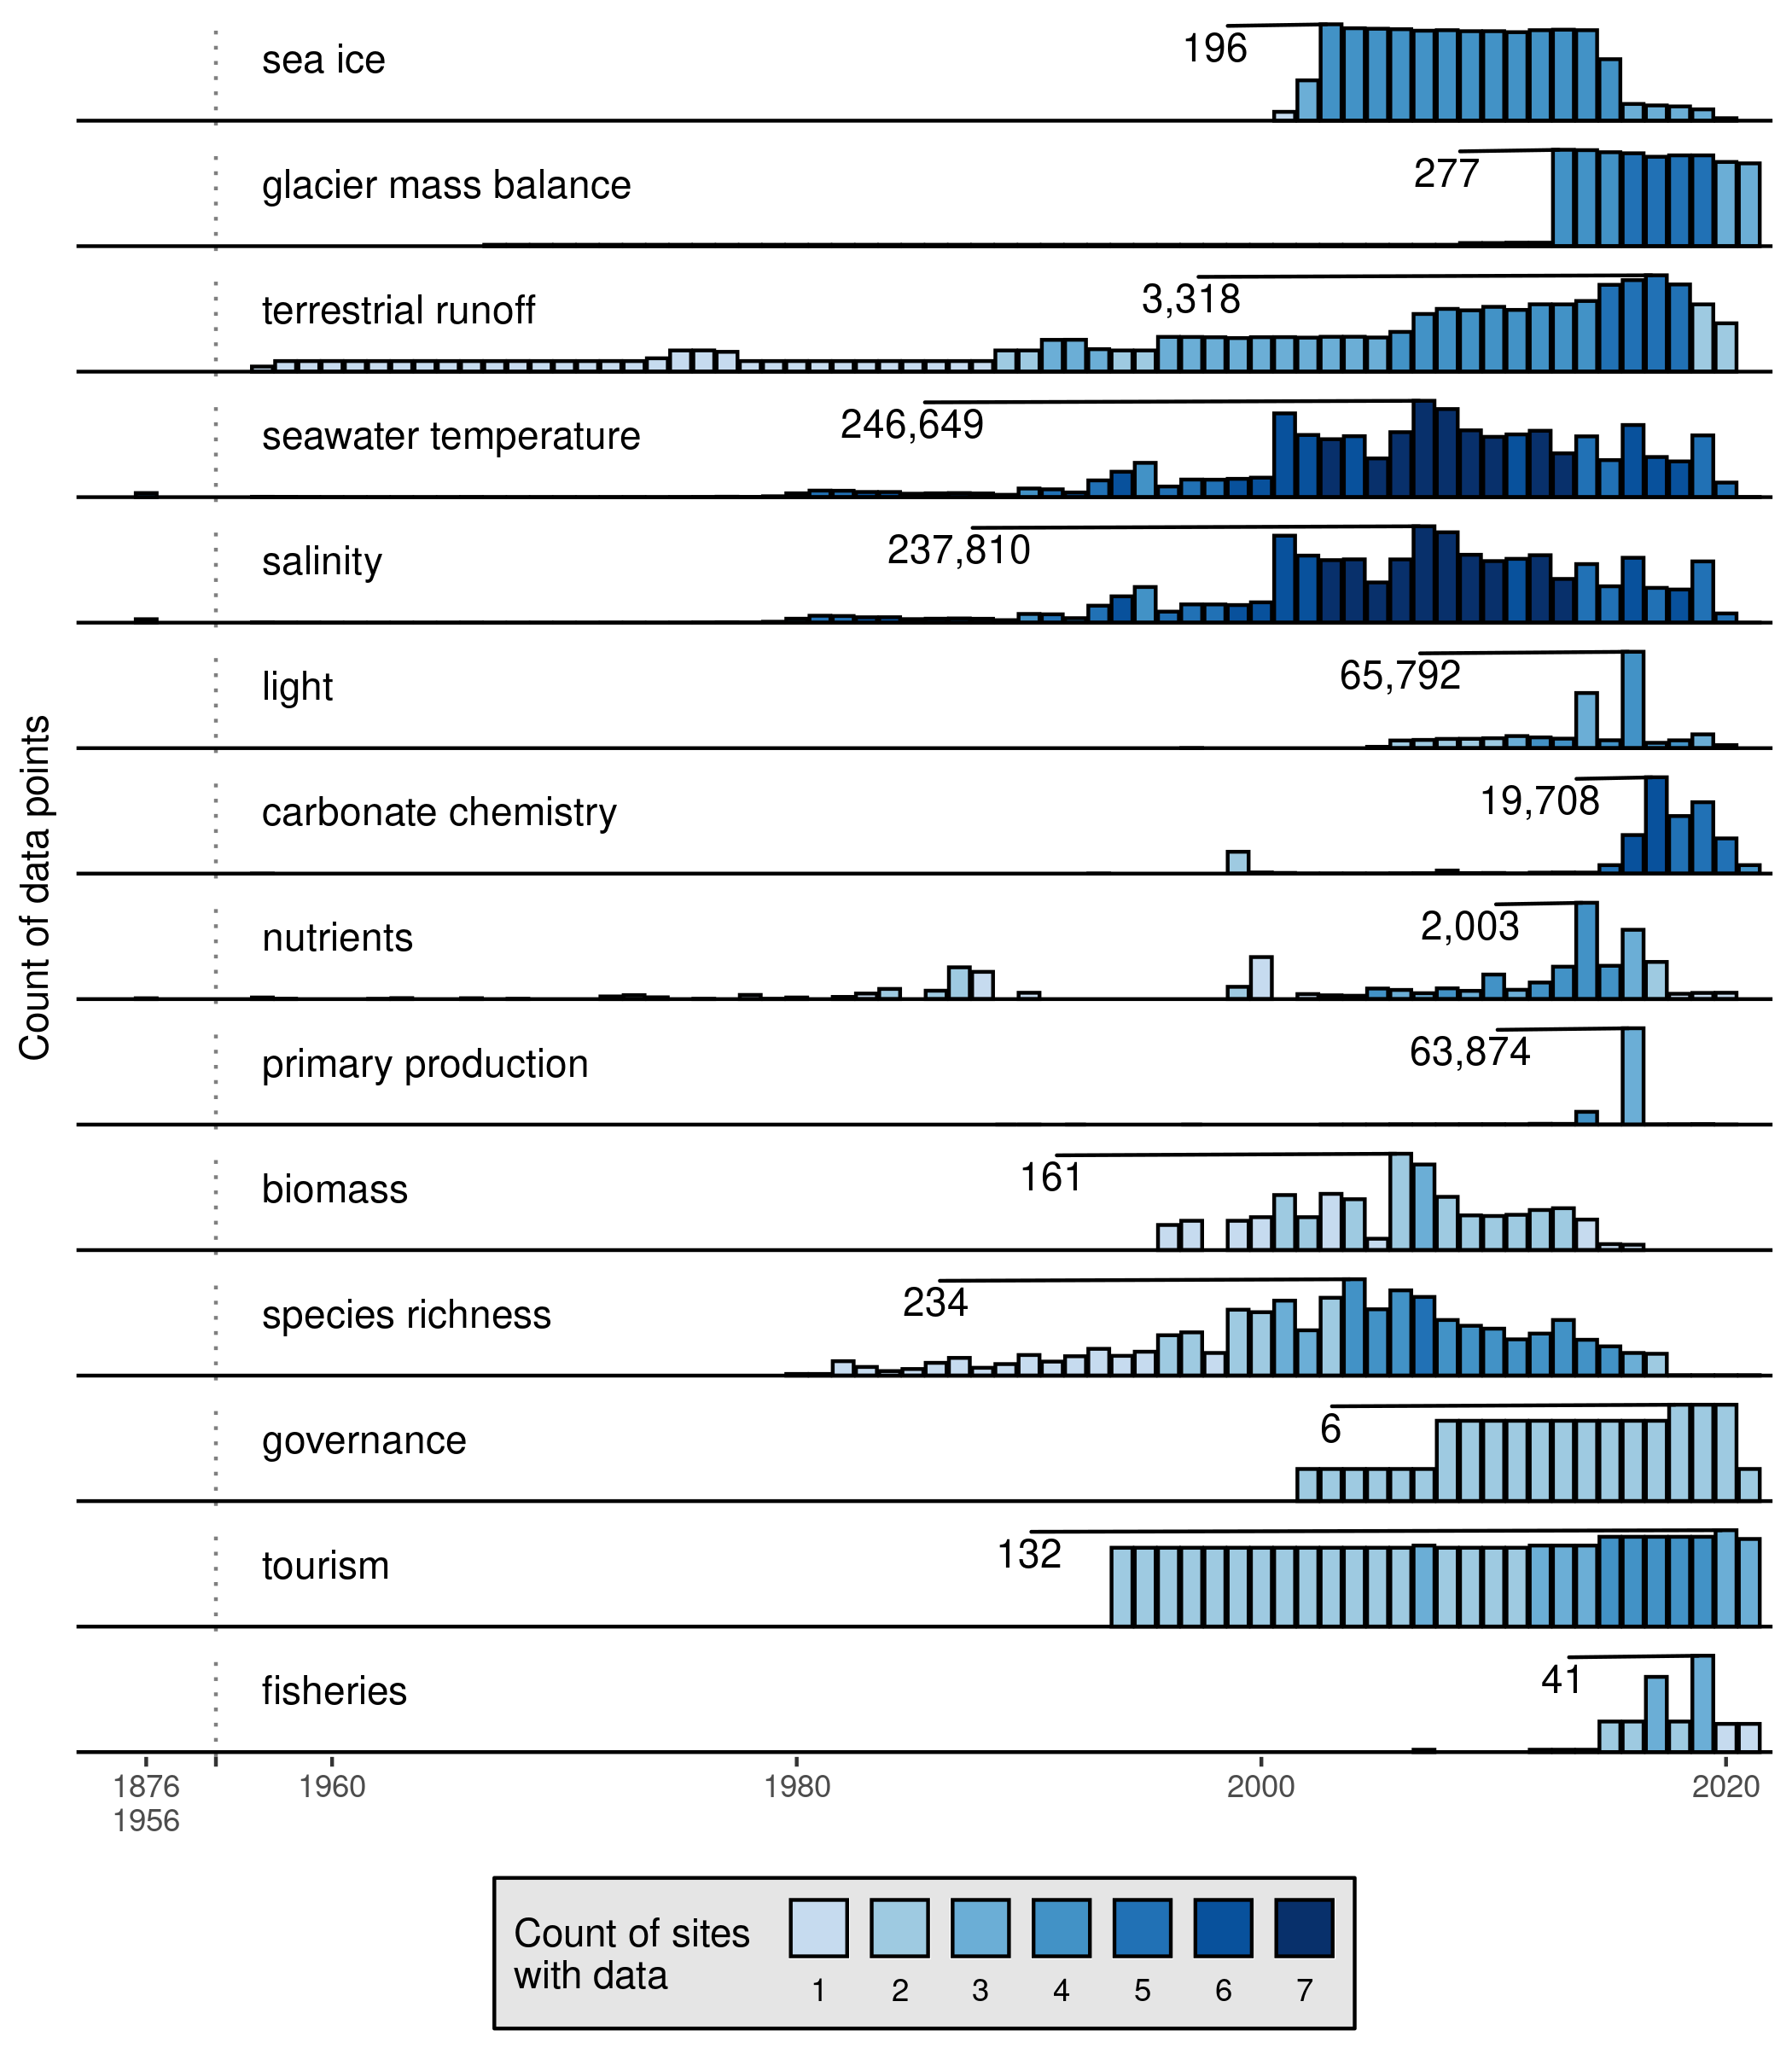 sea ice
196
glacier mass balance
277
terrestrial runoff
3,318
seawater temperature
246,649
salinity
237,810
light
65,792
carbonate chemistry
19,708
nutrients
2,003
primary production
63,874
biomass
161
species richness
234
governance
6
tourism
132
fisheries
41
Count of data points
1876 1960 1980 2000 2020
1956
Count of sites
with data
1 2 3 4 5 6 7